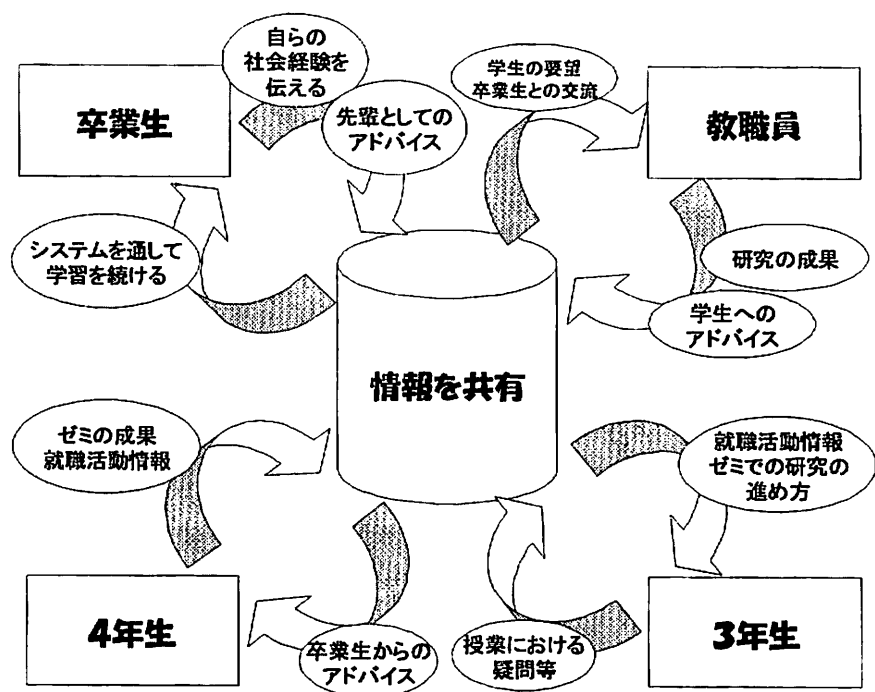 自らの
社会経験を
伝える
卒業生
先輩としての
アドバイス
学生の要望
卒業生との交流
教職員
システムを通して
学習を続ける
研究の成果
学生への
アドバイス
情報を共有
ゼミの成果
就職活動情報
就職活動情報
ゼミでの研究の
進め方
4年生
卒業生からの
アドバイス
授業における
疑問等
3年生